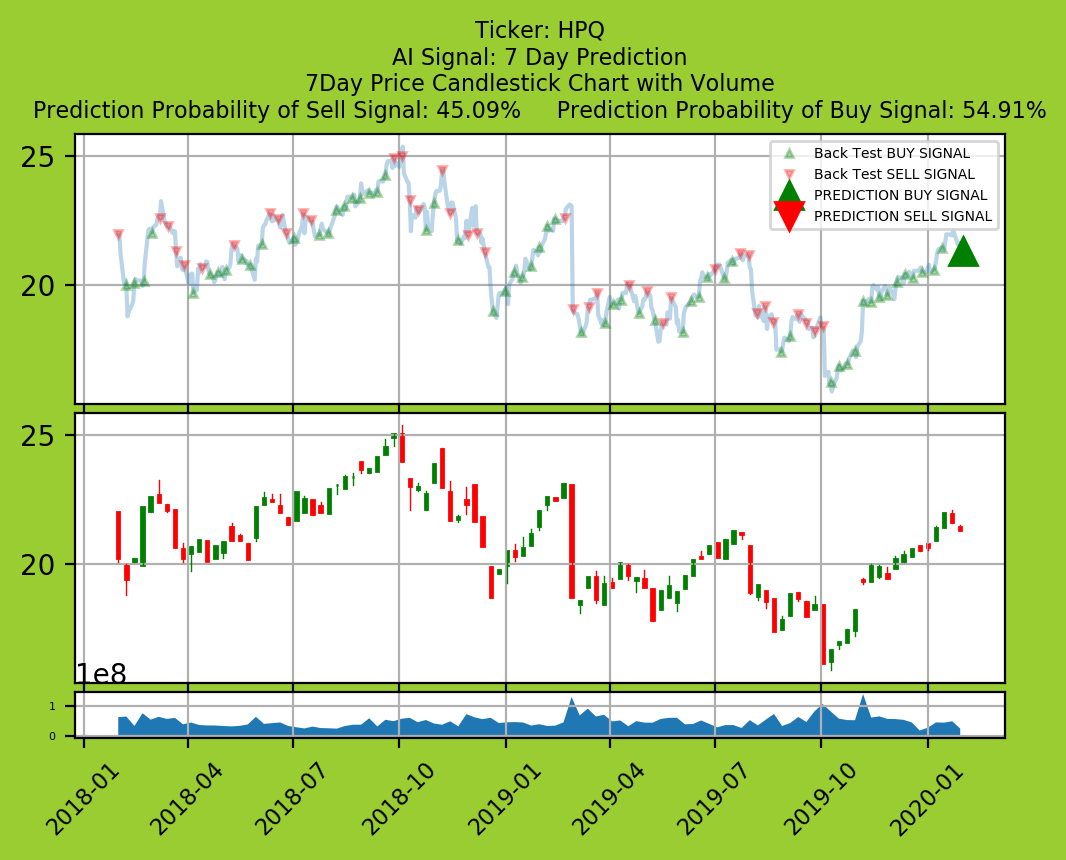 Ticker: HPQ
AI Signal: 7 Day Prediction
7Day Price Candlestick Chart with Volume
Prediction Probability of Sell Signal: 45.09% Prediction Probability of Buy Signal: 54.91%
25
20
Back Test BUY SIGNAL
Back Test SELL SIGNAL
PREDICTION BUY SIGNAL
PREDICTION SELL SIGNAL
25
20
1e8
1
0
2018-01
2018-04
2018-07
2018-10
2019-01
2019-04
2019-07
2019-10
2020-01